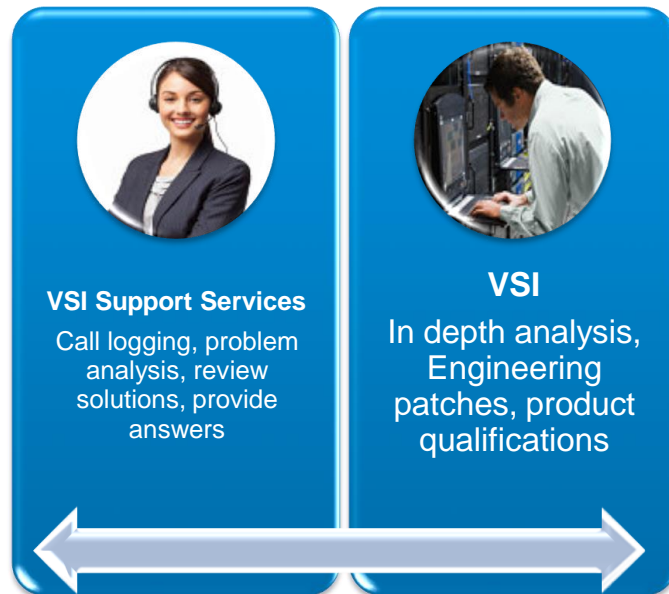 VSI Support Services
Call logging, problem
analysis, review
solutions, provide
answers
VSI
In depth analysis,
Engineering
patches, product
qualifications